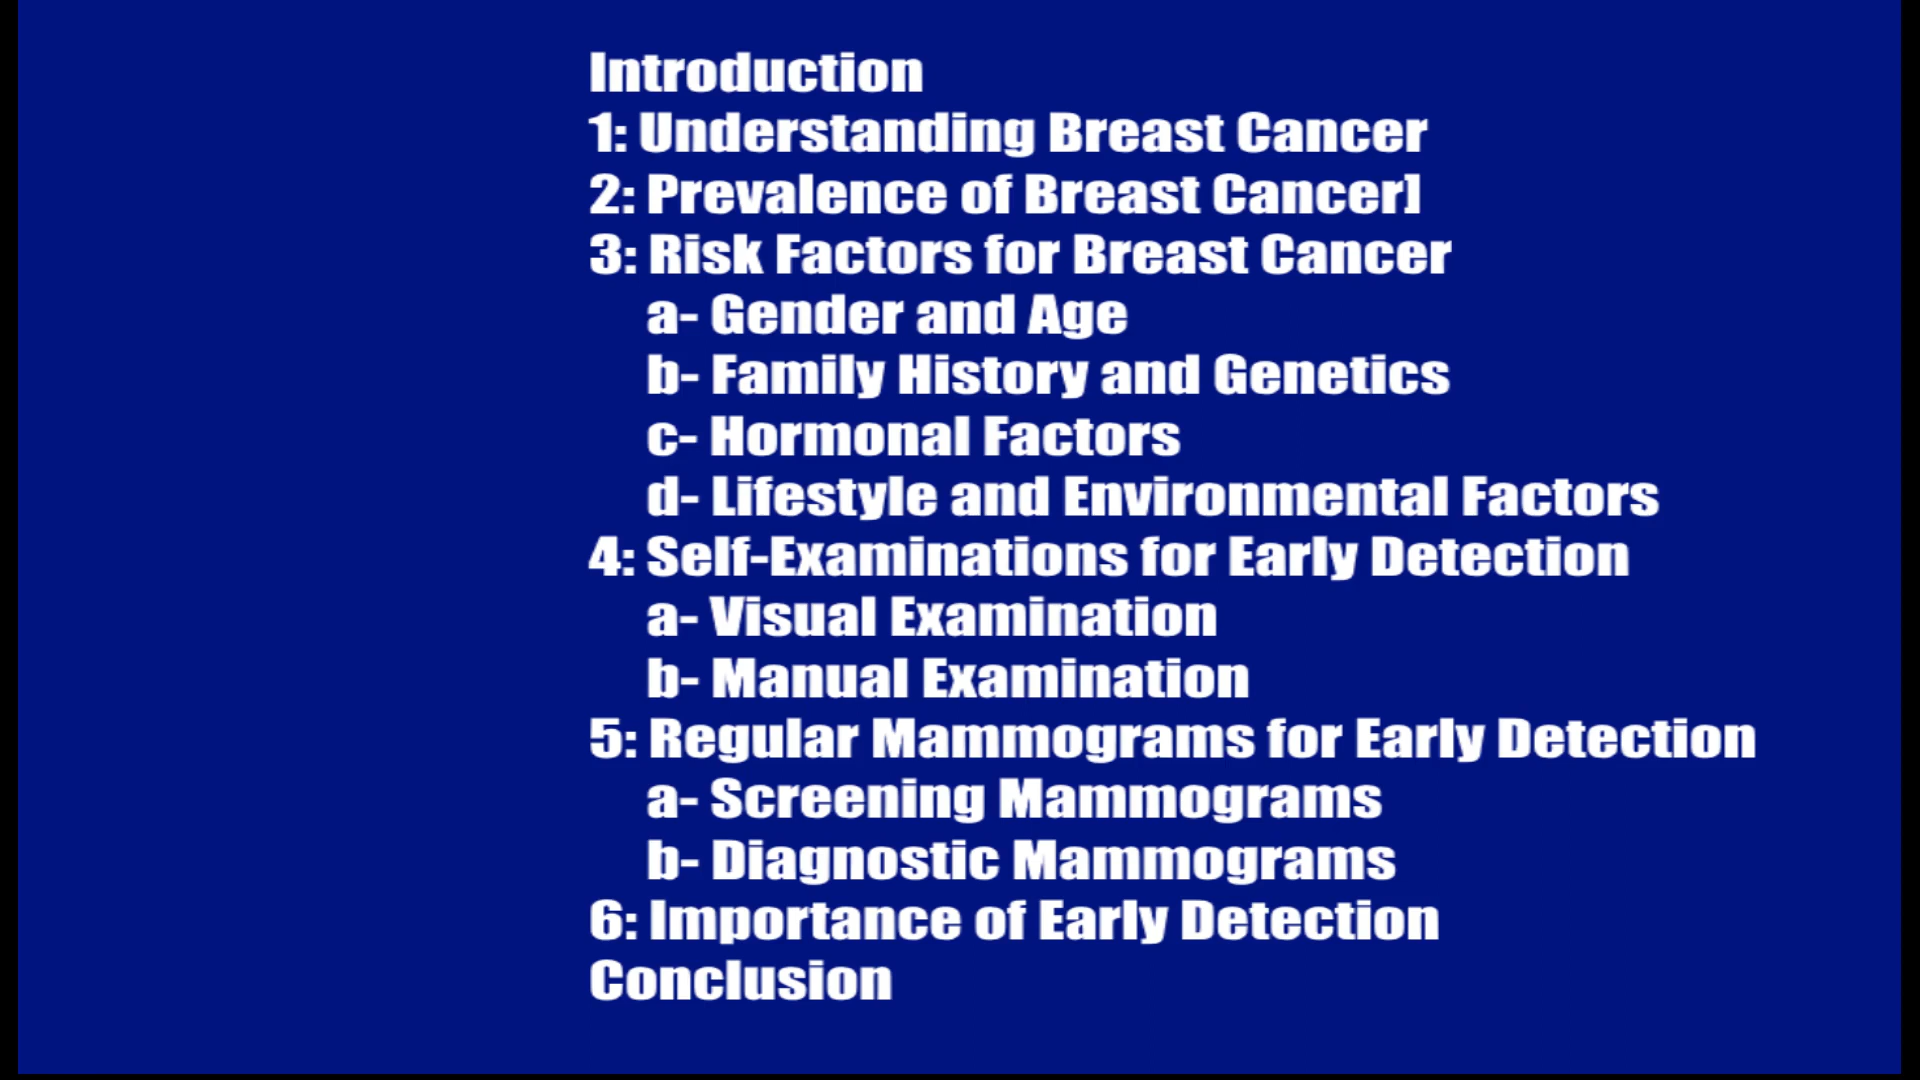 Introduction
1: Understanding Breast Cancer
2: Prevalence of Breast Cancer]
3: Risk Factors for Breast Cancer
a- Gender and Age
b- Family History and Genetics
c- Hormonal Factors
d- Lifestyle and Environmental Factors
4: Self-Examinations for Early Detection
a- Visual Examination
b- Manual Examination
5: Regular Mammograms for Early Detection
a- Screening Mammograms
b- Diagnostic Mammograms
6: Importance of Early Detection
Conclusion